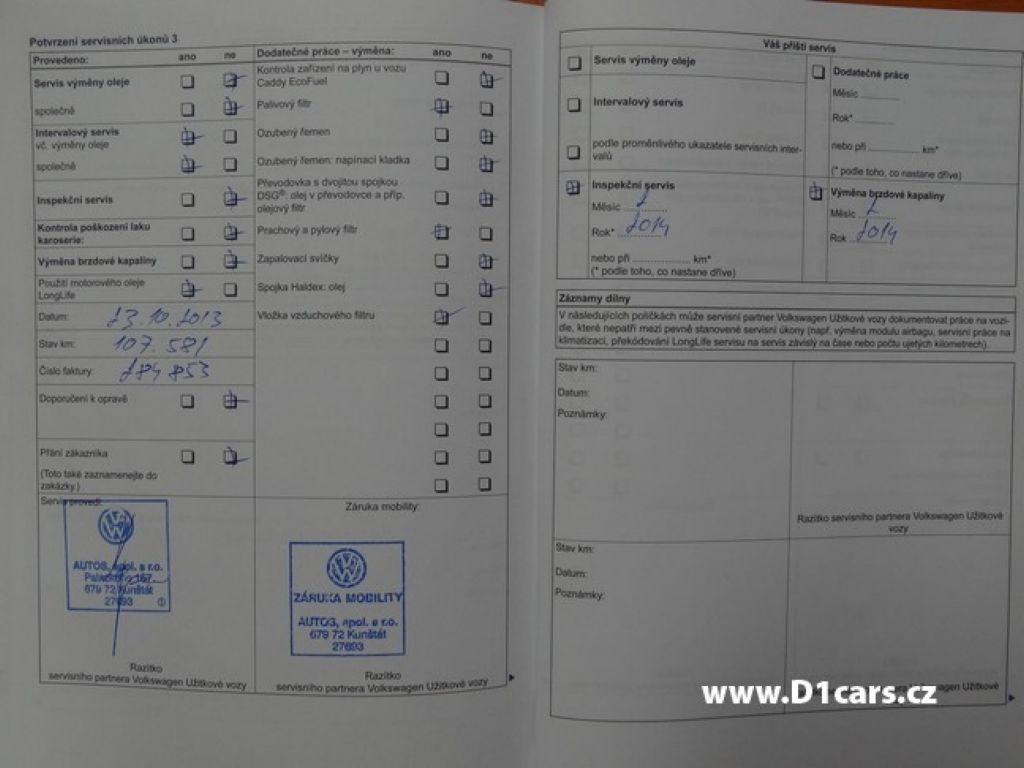 Potvrzení servisních úkonů 3
Provedeno: ano ne
Servis výměny oleje
společně
Intervalový servis
vč. výměny oleje
společně
Inspekční servis
Kontrola poškození laku
karoserie:
Výměna brzdové kapaliny
Použití motorového oleje
LongLife
Datum: 23.10.2013
Stav km: 107.581
Číslo faktury: 284853
Doporučení k opravě
Přání zákazníka
(Toto také zaznamenejte do
zakázky.)
Servis provedl:
AUTOS, spol. s r.o.
679 72 Kunštát
27693 ①
Razítko
servisního partnera Volkswagen Užitkové vozy
Dodatečné práce – výměna: ano ne
Kontrola zařízení na plyn u vozu
Caddy EcoFuel
Palivový filtr
Ozubený řemen
Ozubený řemen: napínací kladka
Převodovka s dvojitou spojkou
DSG®: olej v převodovce a příp.
olejový filtr
Prachový a pylový filtr
Zapalovací svíčky
Spojka Haldex: olej
Vložka vzduchového filtru
Záruka mobility:
ZÁRUKA MOBILITY
AUTOS, spol. s r.o.
679 72 Kunštát
27693
Razítko
servisního partnera Volkswagen Užitkové vozy
Váš příští servis
Servis výměny oleje
Intervalový servis
podle proměnlivého ukazatele servisních inter-
valů
Inspekční servis
Měsíc 2
Rok* 2014
nebo při ............ km*
(* podle toho, co nastane dříve)
Dodatečné práce
Měsíc ............
Rok* ............
nebo při ............ km*
(* podle toho, co nastane dříve)
Výměna brzdové kapaliny
Měsíc 2
Rok 2014
Záznamy dílny
V následujících políčkách může servisní partner Volkswagen Užitkové vozy dokumentovat práce na vozi-
dle, které nepatří mezi pevně stanovené servisní úkony (např. výměna modulu airbagu, servisní práce na
klimatizaci, překódování LongLife servisu na servis závislý na čase nebo počtu ujetých kilometrech).
Stav km:
Datum:
Poznámky:
Razítko servisního partnera Volkswagen Užitkové
vozy
Stav km:
Datum:
Poznámky:
Volkswagen Užitkové
www.D1cars.cz